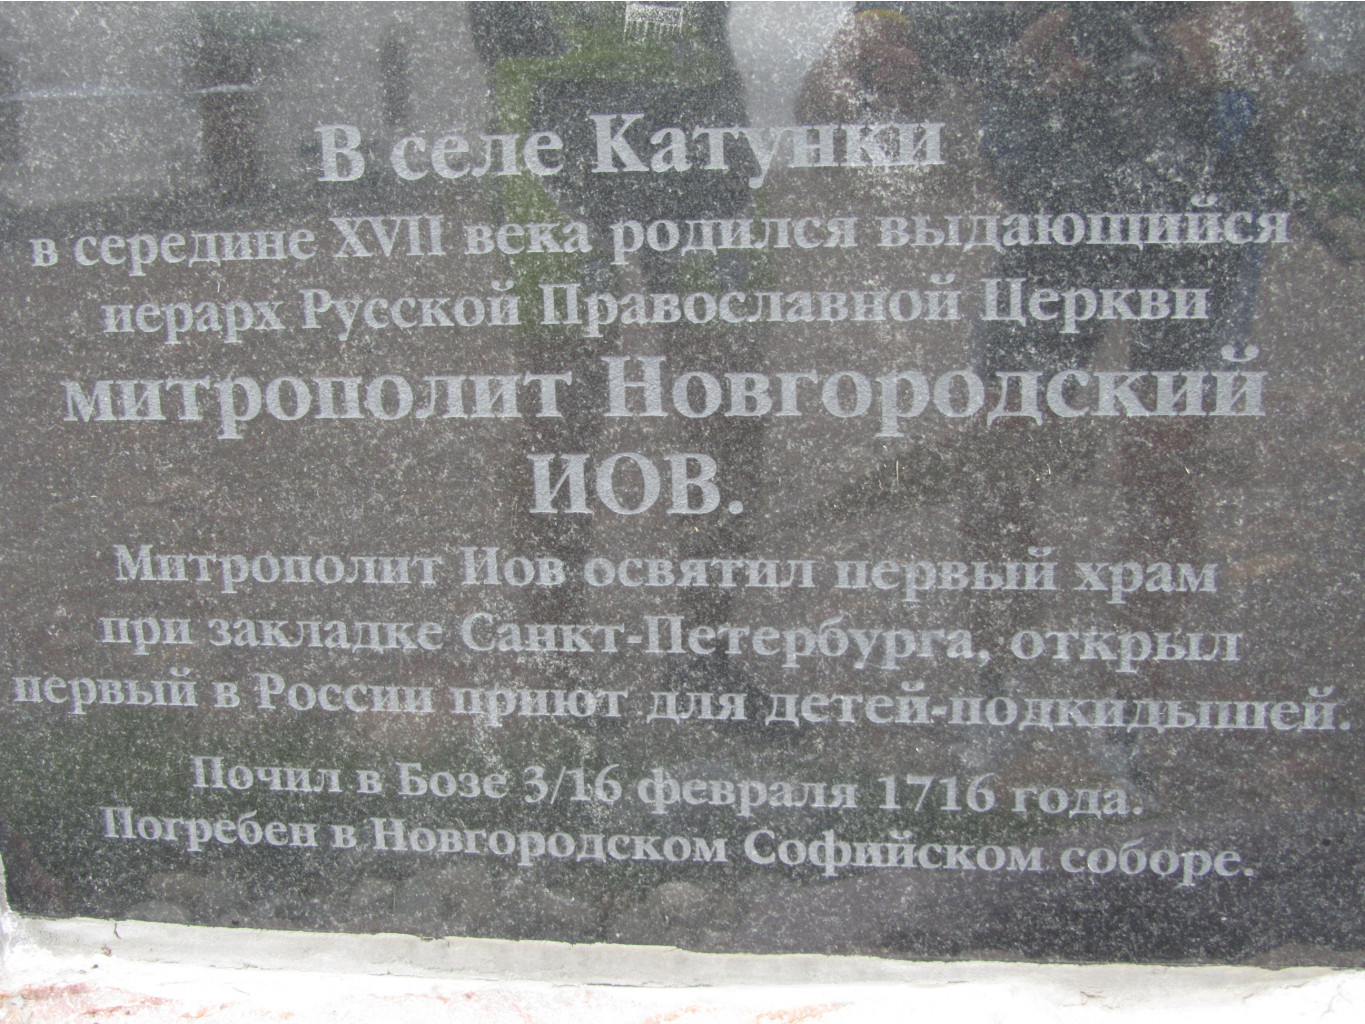 В селе Катунки
в середине XVII века родился выдающийся
иерарх Русской Православной Церкви
митрополит Новгородский
ИОВ.
Митрополит Иов освятил первый храм
при закладке Санкт-Петербурга, открыл
первый в России приют для детей-подкидышей.
Почил в Бозе 3/16 февраля 1716 года.
Погребен в Новгородском Софийском соборе.